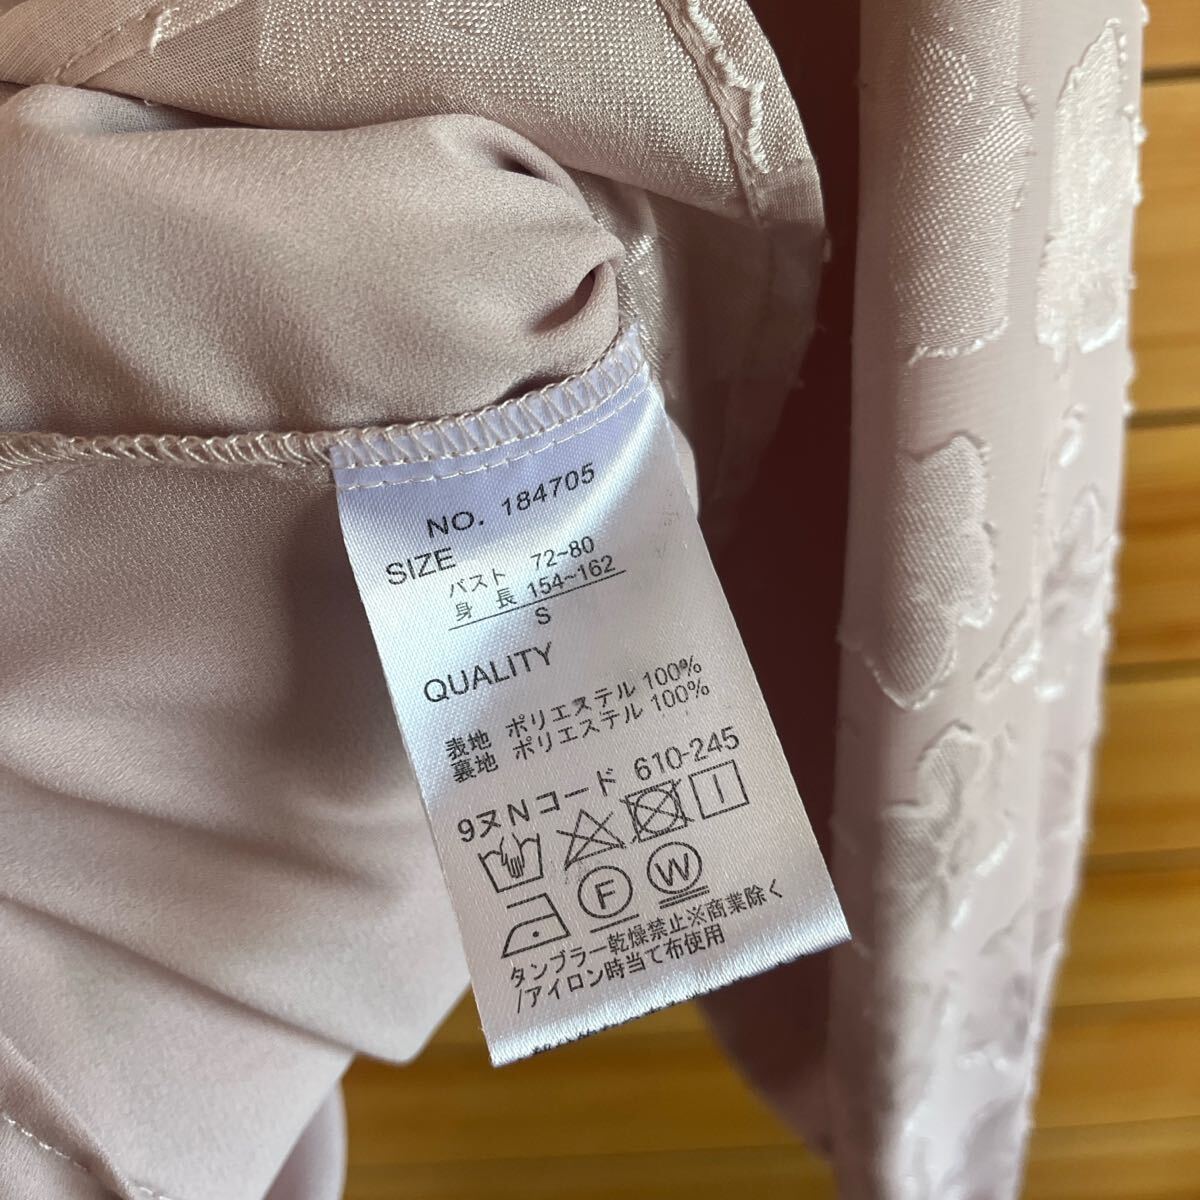 NO. 184705
SIZE
バスト 72~80
身長 154~162
S
QUALITY
表地 ポリエステル 100%
裏地 ポリエステル 100%
9ヌNコード 610-245
F W
タンブラー乾燥禁止※商業除く
/アイロン時当て布使用